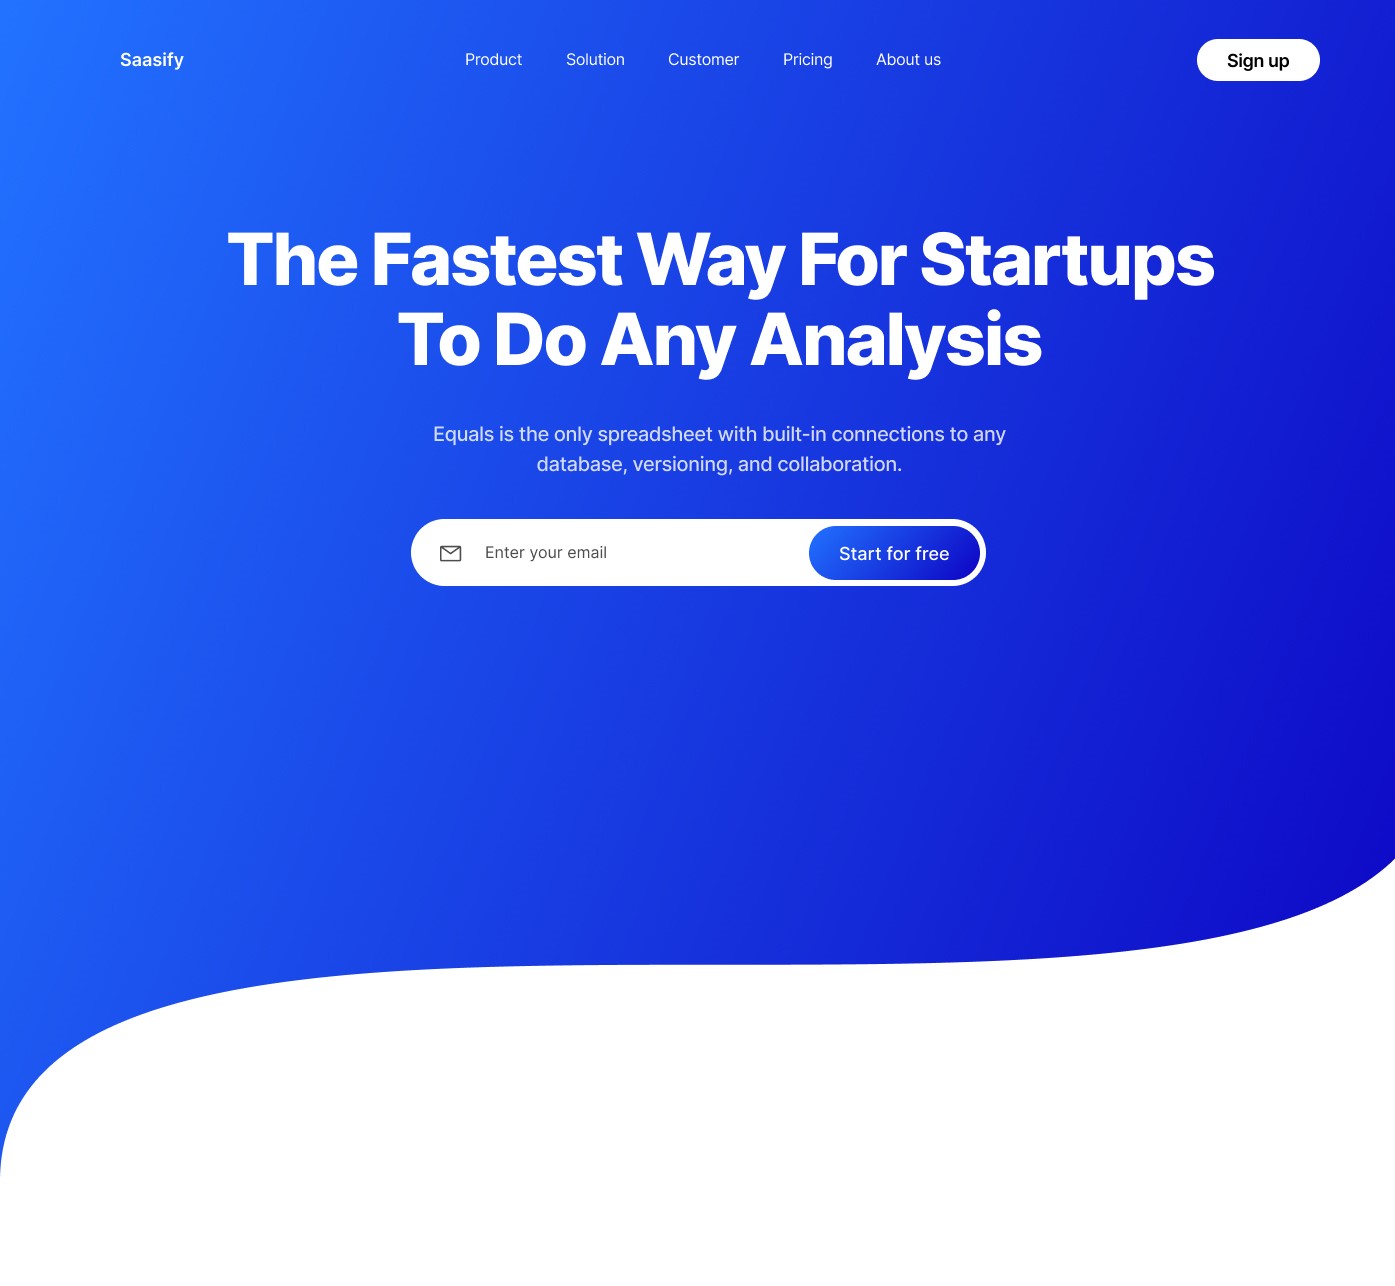 Saasify
Product
Solution
Customer
Pricing
About us
Sign up
The Fastest Way For Startups
To Do Any Analysis
Equals is the only spreadsheet with built-in connections to any
database, versioning, and collaboration.
Enter your email
Start for free